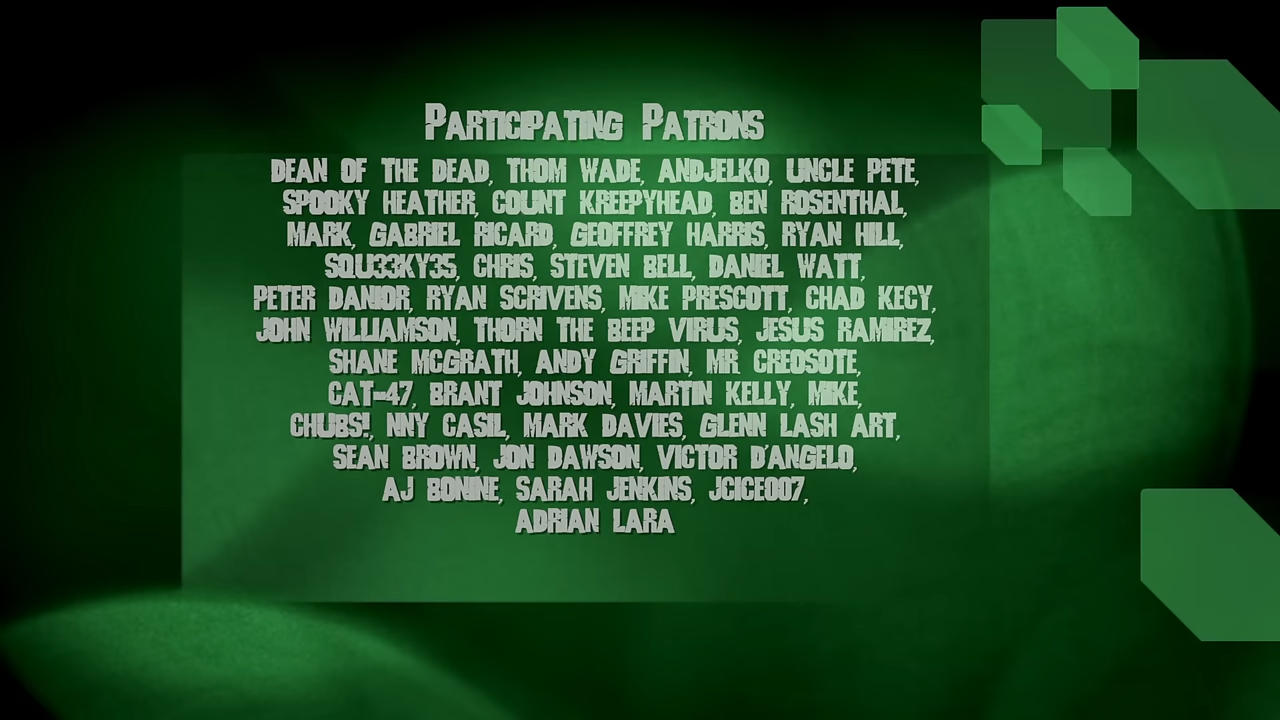 Participating Patrons
DEAN OF THE DEAD, THOM WADE, ANDJELKO, UNCLE PETE,
SPOOKY HEATHER, COUNT KREEPYHEAD, BEN ROSENTHAL,
MARK, GABRIEL RICARD, GEOFFREY HARRIS, RYAN HILL,
SQU33KY35, CHRIS, STEVEN BELL, DANIEL WATT,
PETER DANIOR, RYAN SCRIVENS, MIKE PRESCOTT, CHAD KECY,
JOHN WILLIAMSON, THORN THE BEEP VIRUS, JESUS RAMIREZ,
SHANE MCGRATH, ANDY GRIFFIN, MR CREOSOTE,
CAT-47, BRANT JOHNSON, MARTIN KELLY, MIKE,
CHUBS!, NNY CASIL, MARK DAVIES, GLENN LASH ART,
SEAN BROWN, JON DAWSON, VICTOR D'ANGELO,
AJ BONINE, SARAH JENKINS, JCICE007,
ADRIAN LARA